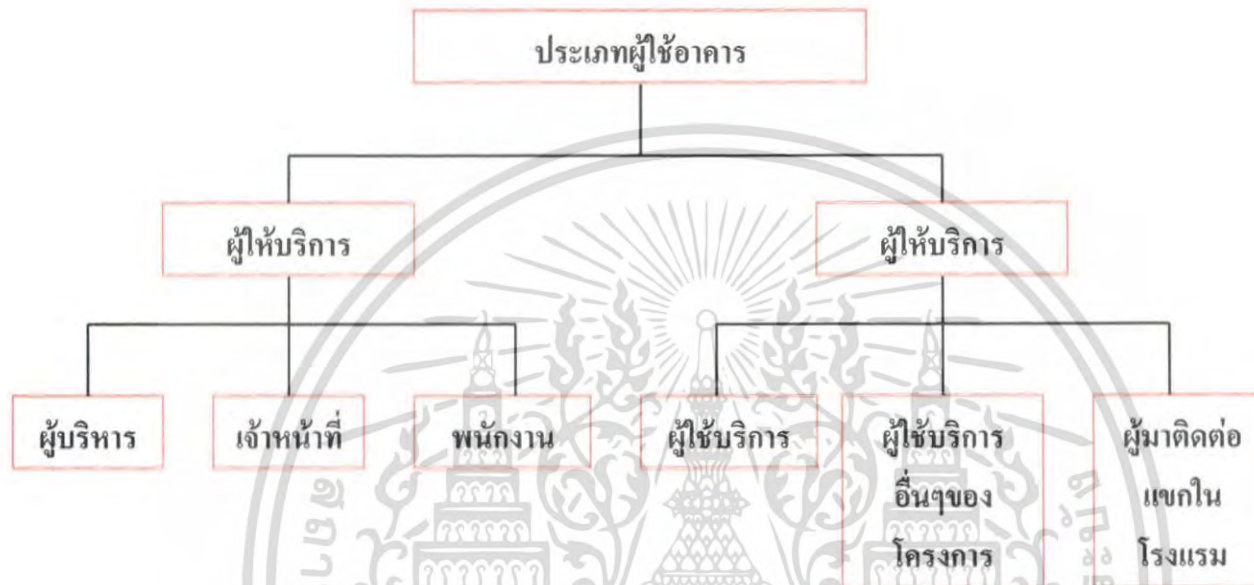 ประเภทผู้ใช้อาคาร
ผู้ให้บริการ
ผู้ให้บริการ
ผู้บริหาร
เจ้าหน้าที่
พนักงาน
ผู้ใช้บริการ
ผู้ใช้บริการ
อื่นๆของ
โครงการ
ผู้มาติดต่อ
แขกใน
โรงแรม